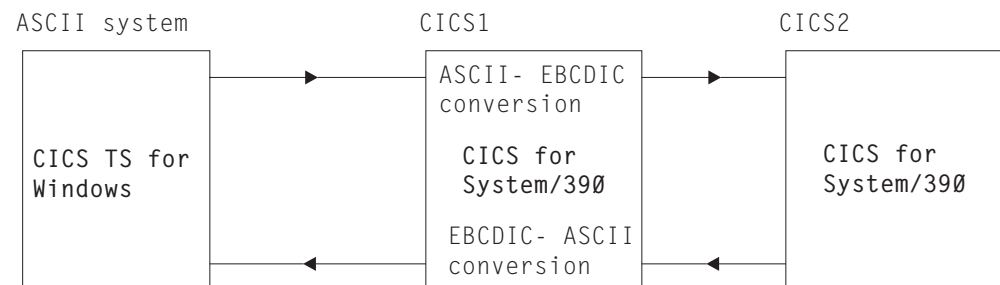 ASCII system
CICS1
CICS2
CICS TS for
Windows
ASCII- EBCDIC
conversion
CICS for
System/390
EBCDIC- ASCII
conversion
CICS for
System/390